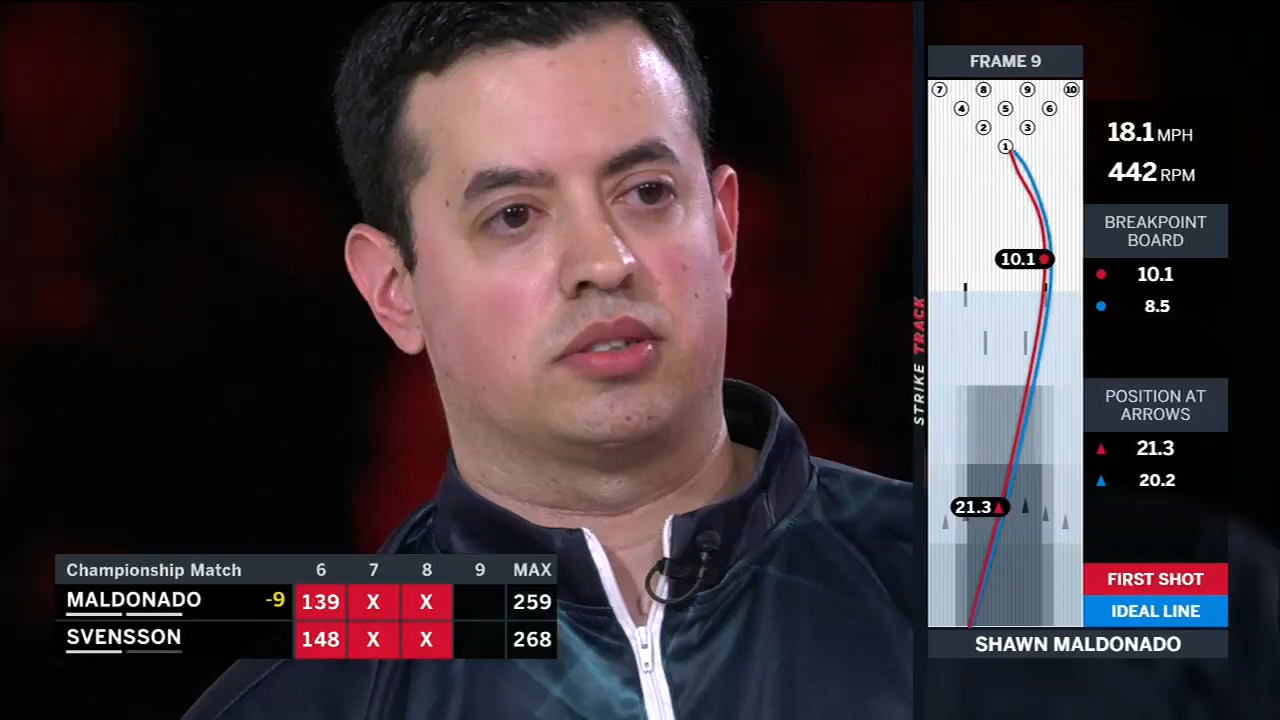 FRAME 9
7 8 9 10
4 5 6
2 3
1
18.1 MPH
442 RPM
BREAKPOINT
BOARD
10.1
10.1
8.5
STRIKE TRACK
POSITION AT
ARROWS
21.3
20.2
21.3
FIRST SHOT
IDEAL LINE
SHAWN MALDONADO
Championship Match 6 7 8 9 MAX
MALDONADO -9 139 X X 259
SVENSSON 148 X X 268